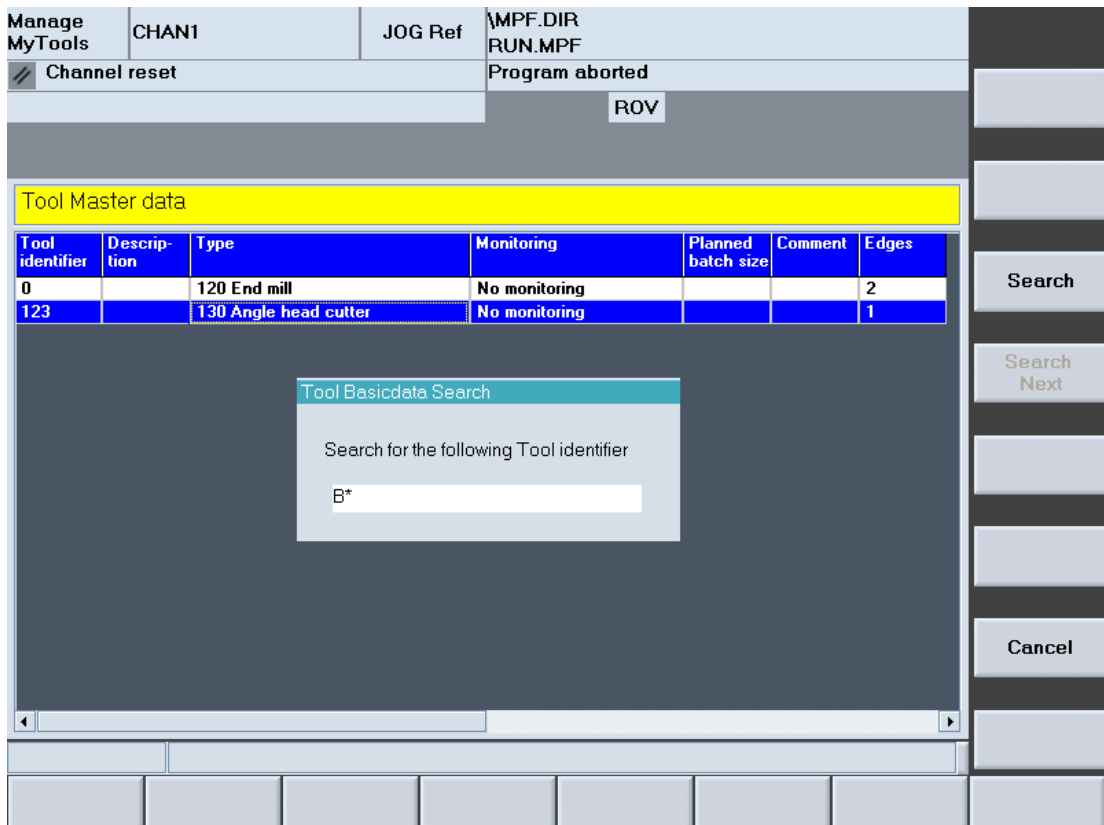 Manage
MyTools
CHAN1
JOG Ref
\MPF.DIR
RUN.MPF
Channel reset
Program aborted
ROV
Tool Master data
Tool
identifier
Descrip-
tion
Type
Monitoring
Planned
batch size
Comment
Edges
0 120 End mill No monitoring 2
123 130 Angle head cutter No monitoring 1
Tool Basicdata Search
Search for the following Tool identifier
B*
Search
Search
Next
Cancel